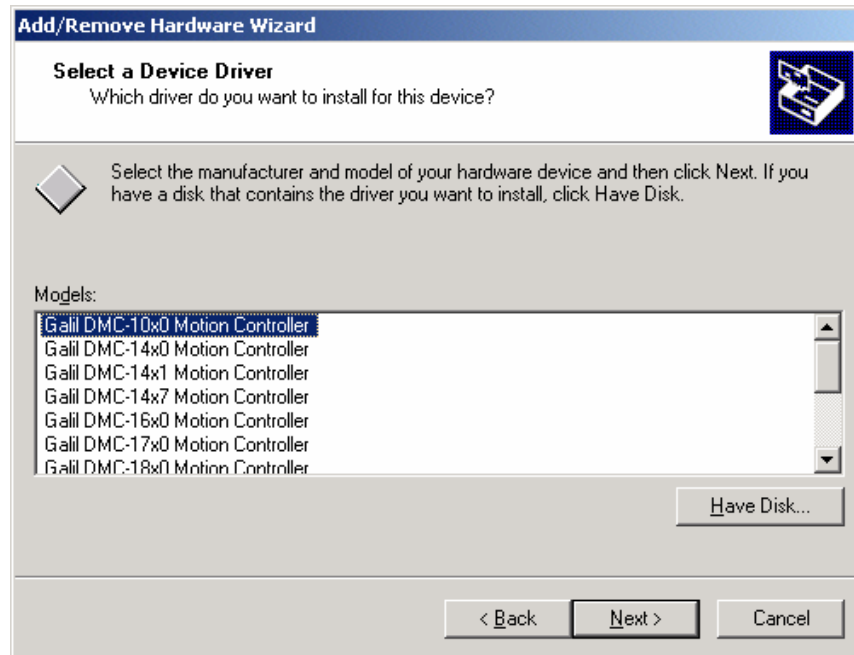 Add/Remove Hardware Wizard
Select a Device Driver
Which driver do you want to install for this device?
Select the manufacturer and model of your hardware device and then click Next. If you
have a disk that contains the driver you want to install, click Have Disk.
Models:
Galil DMC-10x0 Motion Controller
Galil DMC-14x0 Motion Controller
Galil DMC-14x1 Motion Controller
Galil DMC-14x7 Motion Controller
Galil DMC-16x0 Motion Controller
Galil DMC-17x0 Motion Controller
Galil DMC-18x0 Motion Controller
Have Disk...
< Back Next > Cancel